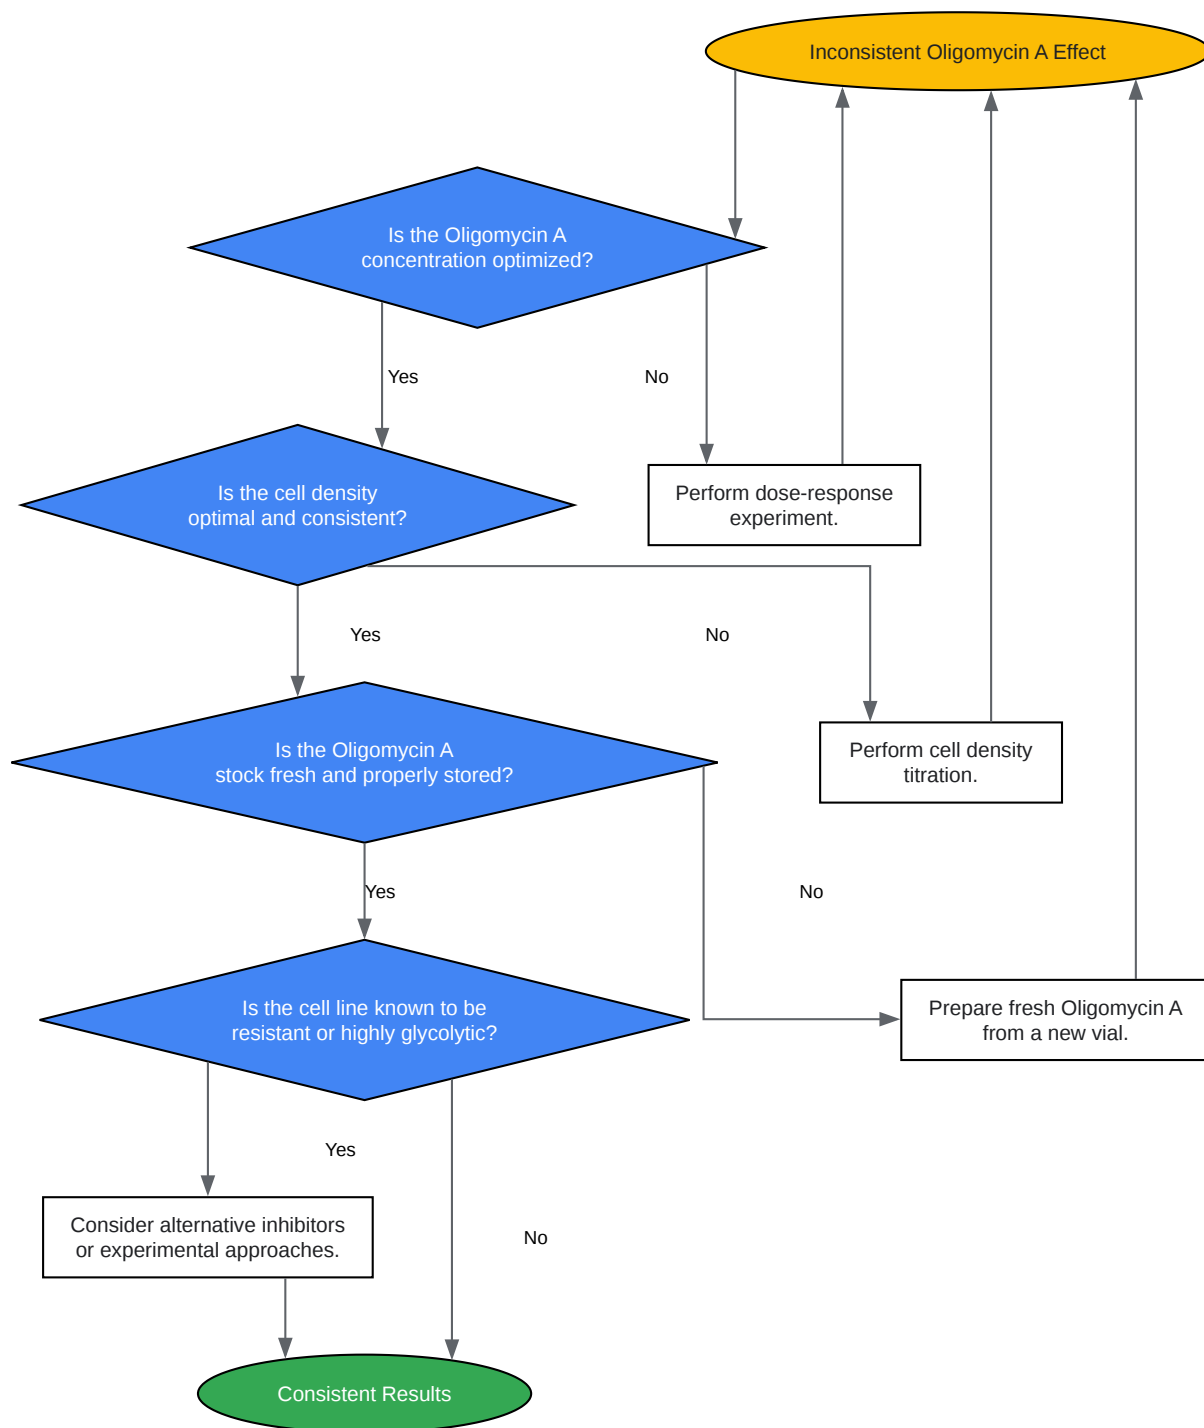 Inconsistent Oligomycin A Effect
Is the Oligomycin A
concentration optimized?
Yes
No
Is the cell density
optimal and consistent?
Perform dose-response
experiment.
Yes
No
Is the Oligomycin A
stock fresh and properly stored?
Perform cell density
titration.
Yes
No
Is the cell line known to be
resistant or highly glycolytic?
Prepare fresh Oligomycin A
from a new vial.
Yes
Consider alternative inhibitors
or experimental approaches.
No
Consistent Results